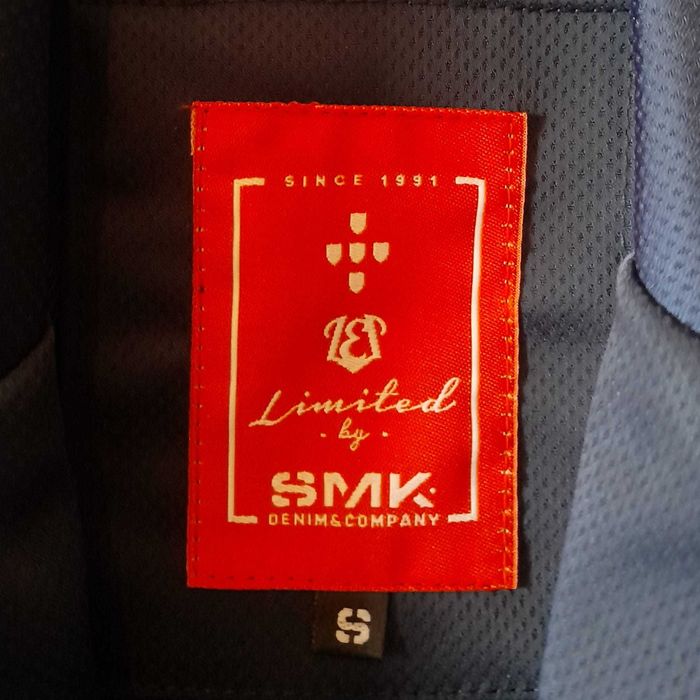 SINCE 1991
Limited
- by -
SMK
DENIM&COMPANY
S